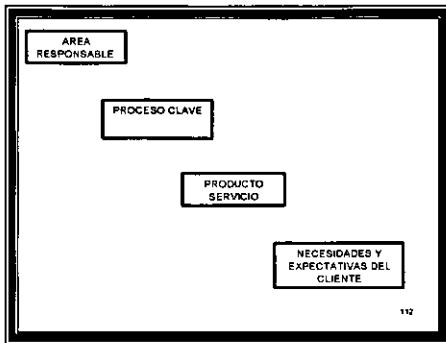 AREA
RESPONSABLE
PROCESO CLAVE
PRODUCTO
SERVICIO
NECESIDADES Y
EXPECTATIVAS DEL
CLIENTE
112